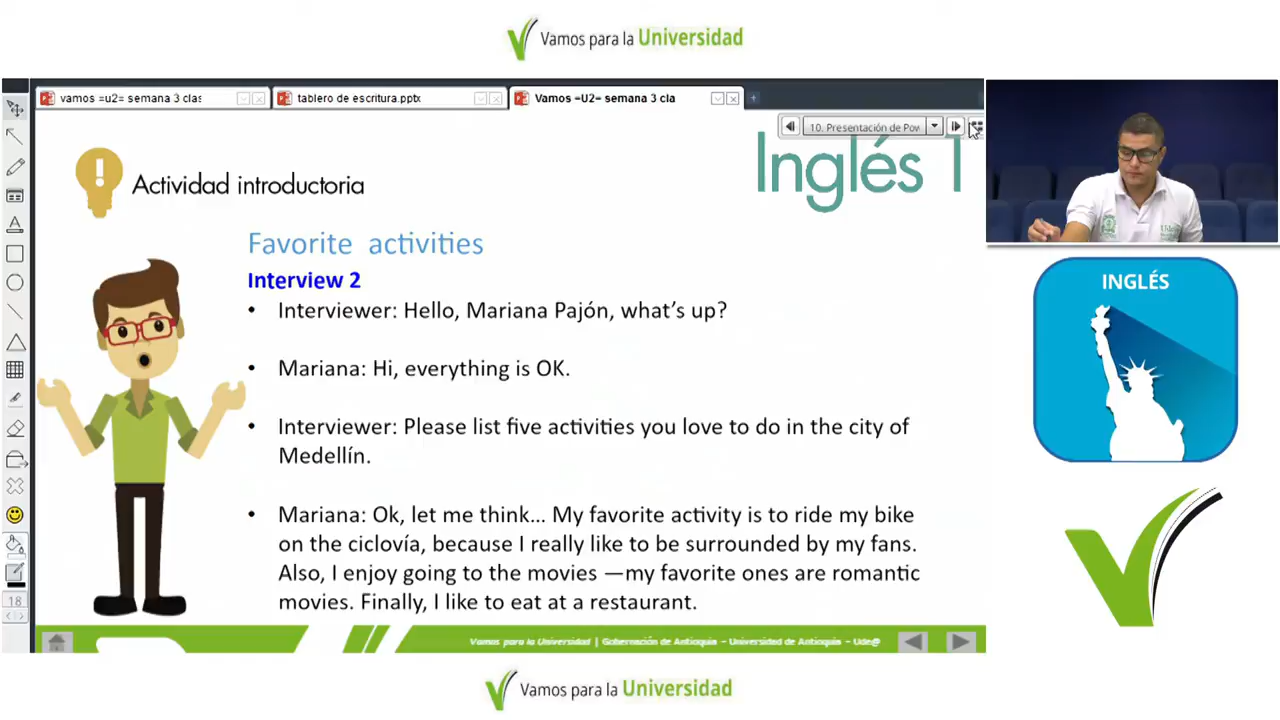 Vamos para la Universidad
vamos =u2= semana 3 clas
tablero de escritura.pptx
Vamos =U2= semana 3 cla
10. Presentación de Pow
Inglés 1
Actividad introductoria
Favorite activities
Interview 2
• Interviewer: Hello, Mariana Pajón, what's up?
• Mariana: Hi, everything is OK.
• Interviewer: Please list five activities you love to do in the city of
Medellín.
• Mariana: Ok, let me think... My favorite activity is to ride my bike
on the ciclovía, because I really like to be surrounded by my fans.
Also, I enjoy going to the movies —my favorite ones are romantic
movies. Finally, I like to eat at a restaurant.
18
Vamos para la Universidad | Gobernación de Antioquia – Universidad de Antioquia – Ude@
INGLÉS
Vamos para la Universidad